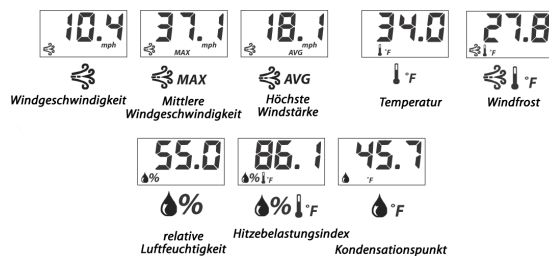 10.4 mph
37.1 MAX mph
18.1 AVG mph
34.0 °F
27.8 °F
MAX
AVG
°F
°F
Windgeschwindigkeit
Mittlere Windgeschwindigkeit
Höchste Windstärke
Temperatur
Windfrost
55.0 %
86.1 % °F
45.7 °F
%
% °F
°F
relative Luftfeuchtigkeit
Hitzebelastungsindex
Kondensationspunkt